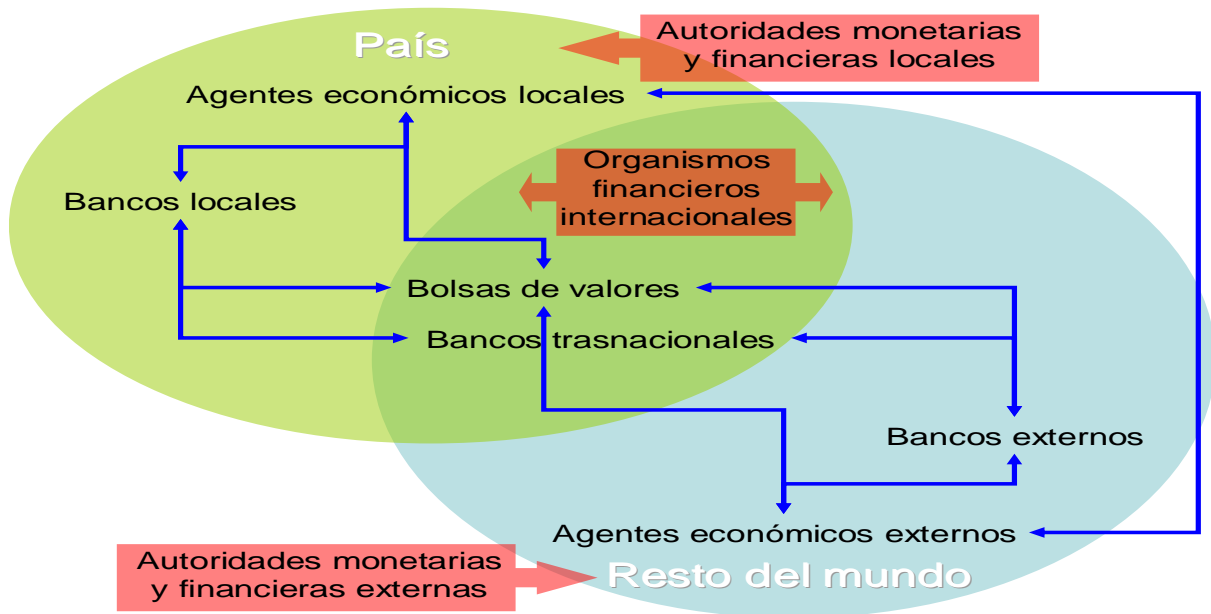 País
Autoridades monetarias
y financieras locales
Agentes económicos locales
Organismos
financieros
internacionales
Bancos locales
Bolsas de valores
Bancos trasnacionales
Bancos externos
Agentes económicos externos
Autoridades monetarias
y financieras externas
Resto del mundo